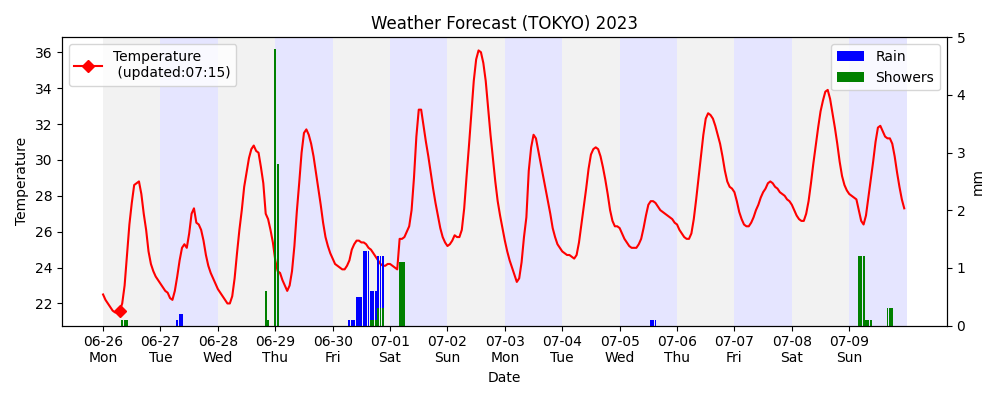 Weather Forecast (TOKYO) 2023
Temperature
(updated:07:15)
Rain
Showers
Temperature
36
34
32
30
28
26
24
22
5
4
3
2
1
0
mm
06-26 06-27 06-28 06-29 06-30 07-01 07-02 07-03 07-04 07-05 07-06 07-07 07-08 07-09
Mon Tue Wed Thu Fri Sat Sun Mon Tue Wed Thu Fri Sat Sun
Date